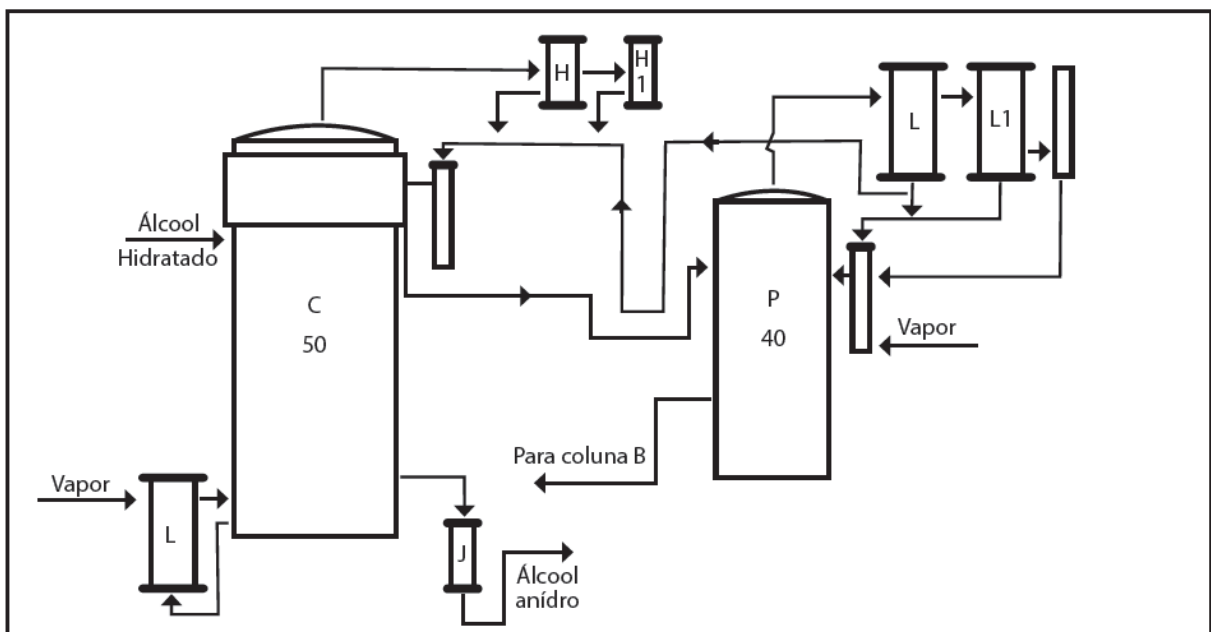 H
H
1
L
L1
Álcool
Hidratado
C
50
P
40
Vapor
Para coluna B
Vapor
L
J
Álcool
anídro